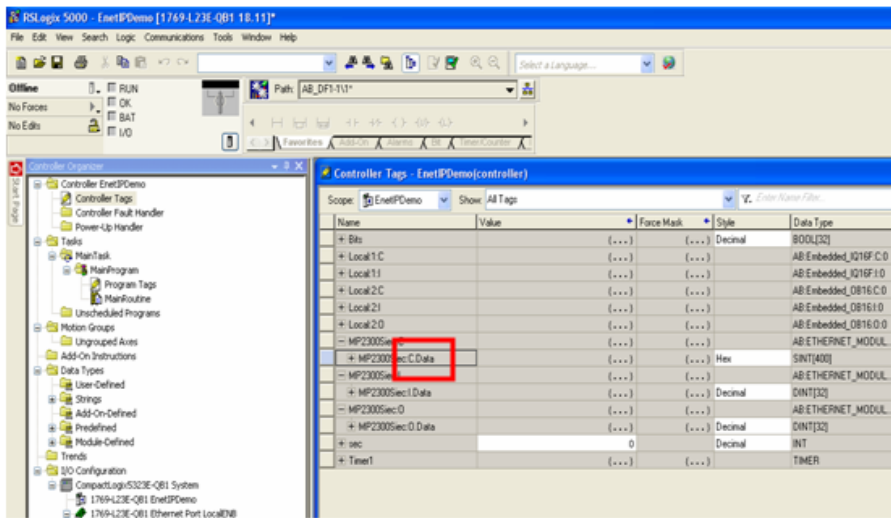 RSLogix 5000 - EnetIPDemo [1769-L23E-QB1 18.11]*
File Edit View Search Logic Communications Tools Window Help
Select a Language...
Offline
RUN
Path: AB_DF1-1\1*
No Forces
OK
No Edits
BAT
I/O
Favorites Add-On Alarms Bit Timer/Counter
Start Page
Controller Organizer
Controller EnetIPDemo
Controller Tags
Controller Fault Handler
Power-Up Handler
Tasks
MainTask
MainProgram
Program Tags
MainRoutine
Unscheduled Programs
Motion Groups
Ungrouped Axes
Add-On Instructions
Data Types
User-Defined
Strings
Add-On-Defined
Predefined
Module-Defined
Trends
I/O Configuration
CompactLogix5323E-QB1 System
1769-L23E-QB1 EnetIPDemo
1769-L23E-QB1 Ethernet Port LocalENB
Controller Tags - EnetIPDemo(controller)
Scope: EnetIPDemo Show: All Tags Enter Name Filter...
Name Value Force Mask Style Data Type
Bits {...} {...} Decimal BOOL[32]
Local:1:C {...} {...} AB:Embedded_IQ16F:C:0
Local:1:I {...} {...} AB:Embedded_IQ16F:I:0
Local:2:C {...} {...} AB:Embedded_OB16:C:0
Local:2:I {...} {...} AB:Embedded_OB16:I:0
Local:2:O {...} {...} AB:Embedded_OB16:O:0
{...} {...} AB:ETHERNET_MODUL...
MP2300Siec:C.Data {...} {...} Hex SINT[400]
{...} {...} AB:ETHERNET_MODUL...
MP2300Siec:I.Data {...} {...} Decimal DINT[32]
MP2300Siec:O {...} {...} AB:ETHERNET_MODUL...
MP2300Siec:O.Data {...} {...} Decimal DINT[32]
sec 0 Decimal INT
Timer1 {...} {...} TIMER